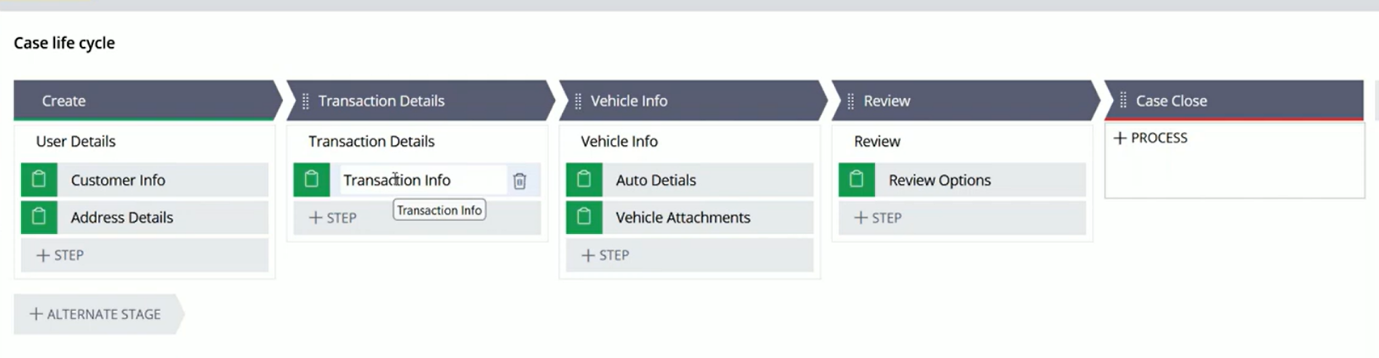 Case life cycle
Create
Transaction Details
Vehicle Info
Review
Case Close
User Details
Transaction Details
Vehicle Info
Review
+ PROCESS
Customer Info
Transaction Info
Auto Detials
Review Options
Address Details
+ STEP
Transaction Info
Vehicle Attachments
+ STEP
+ STEP
+ STEP
+ ALTERNATE STAGE